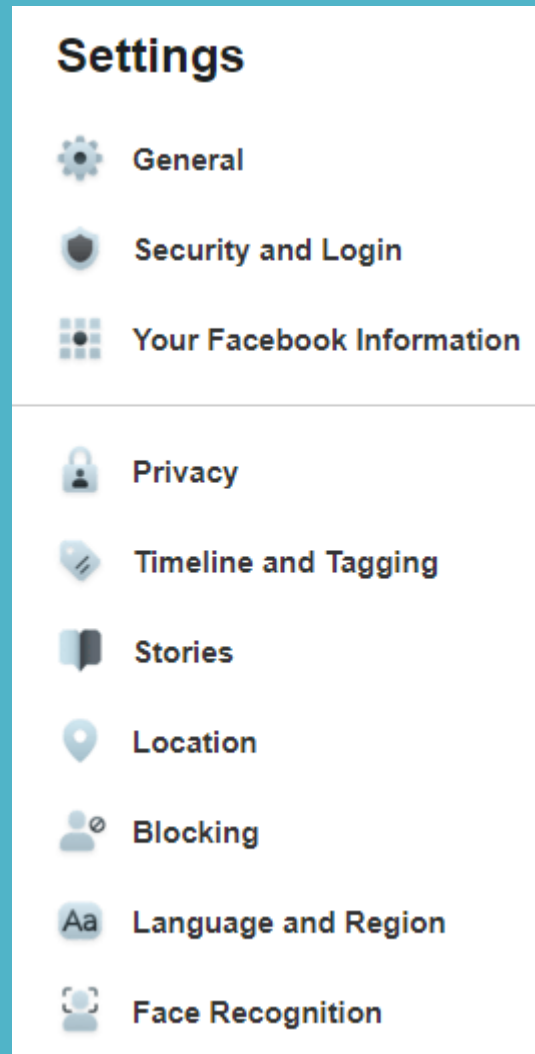 Settings
General
Security and Login
Your Facebook Information
Privacy
Timeline and Tagging
Stories
Location
Blocking
Aa Language and Region
Face Recognition